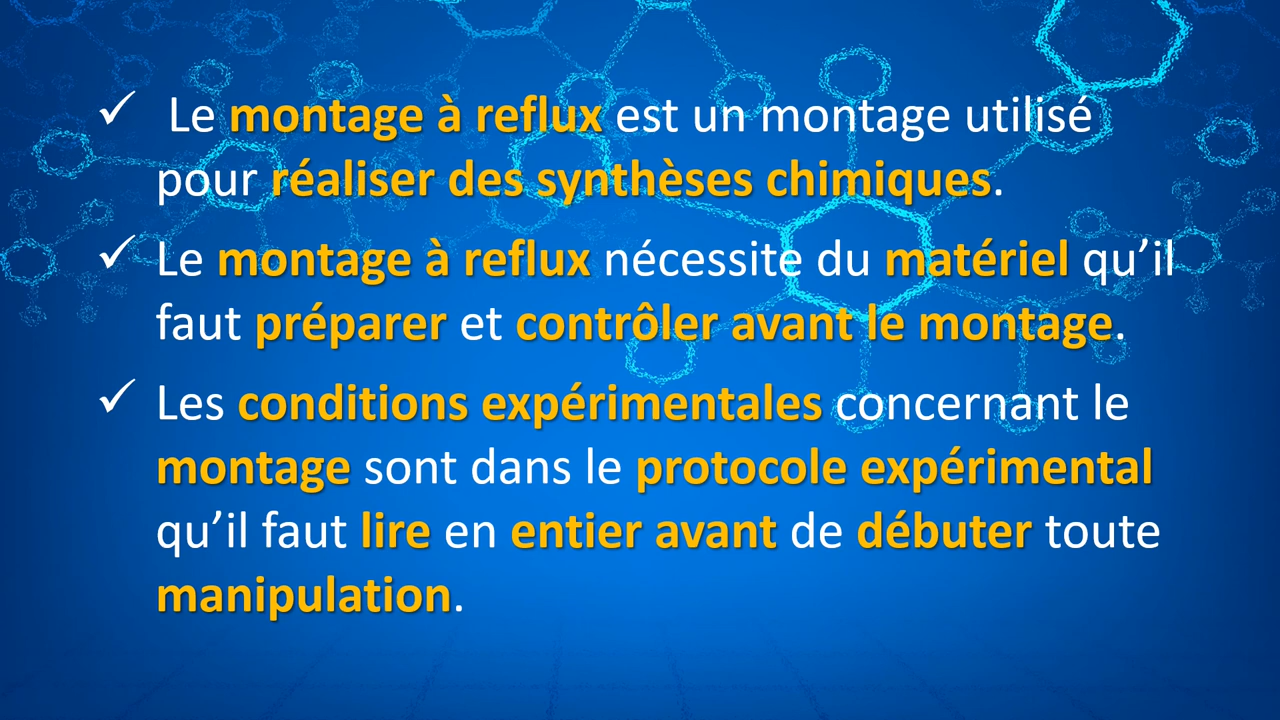 ✓ Le montage à reflux est un montage utilisé
pour réaliser des synthèses chimiques.
✓ Le montage à reflux nécessite du matériel qu’il
faut préparer et contrôler avant le montage.
✓ Les conditions expérimentales concernant le
montage sont dans le protocole expérimental
qu’il faut lire en entier avant de débuter toute
manipulation.